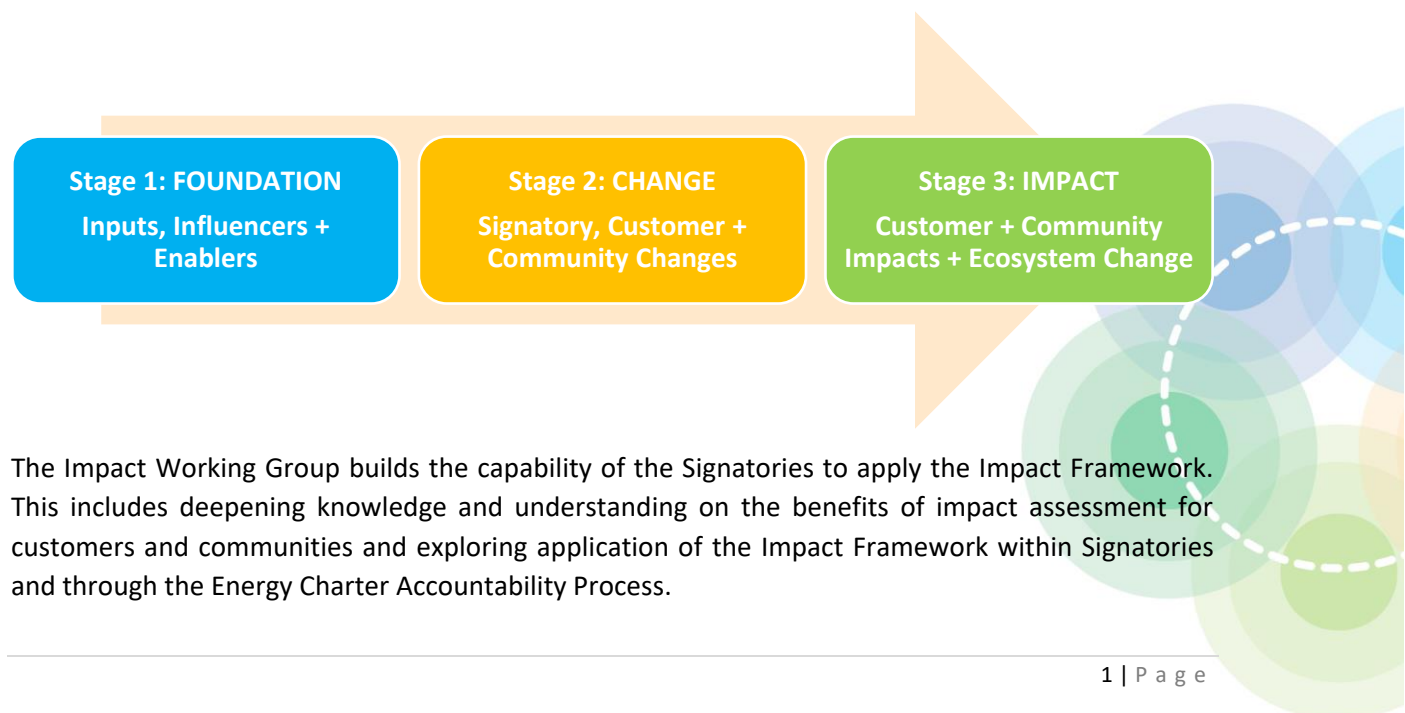 Stage 1: FOUNDATION
Inputs, Influencers +
Enablers
Stage 2: CHANGE
Signatory, Customer +
Community Changes
Stage 3: IMPACT
Customer + Community
Impacts + Ecosystem Change
The Impact Working Group builds the capability of the Signatories to apply the Impact Framework.
This includes deepening knowledge and understanding on the benefits of impact assessment for
customers and communities and exploring application of the Impact Framework within Signatories
and through the Energy Charter Accountability Process.
1 | P a g e